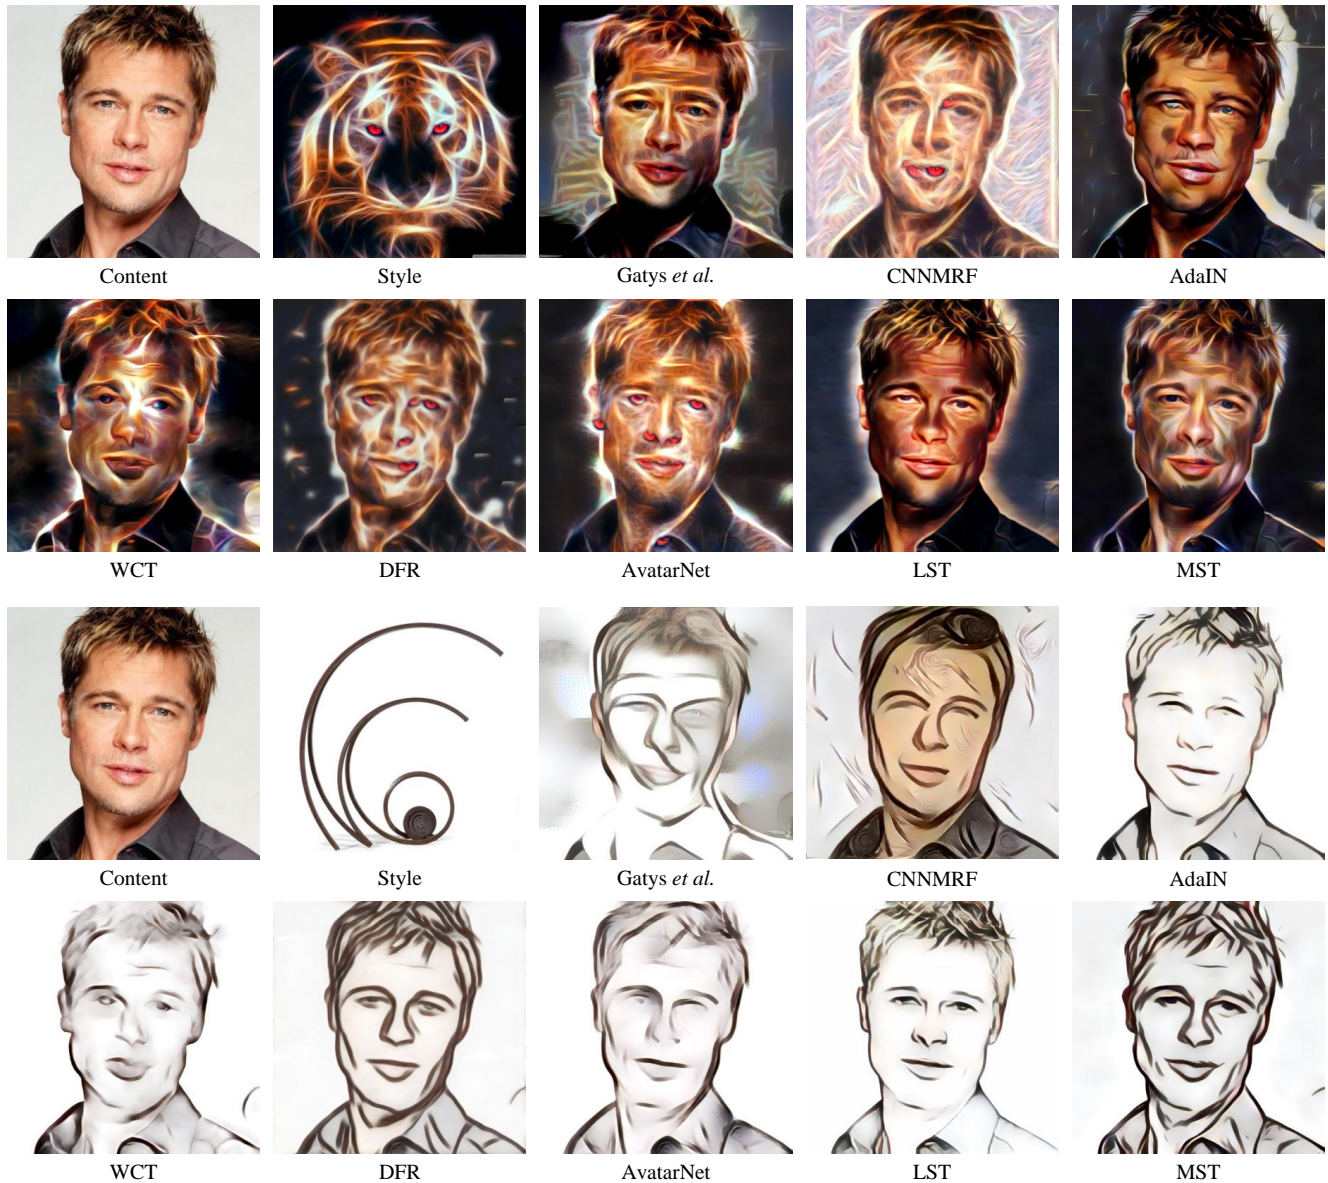 Content Style Gatys et al. CNNMRF AdaIN
WCT DFR AvatarNet LST MST
Content Style Gatys et al. CNNMRF AdaIN
WCT DFR AvatarNet LST MST